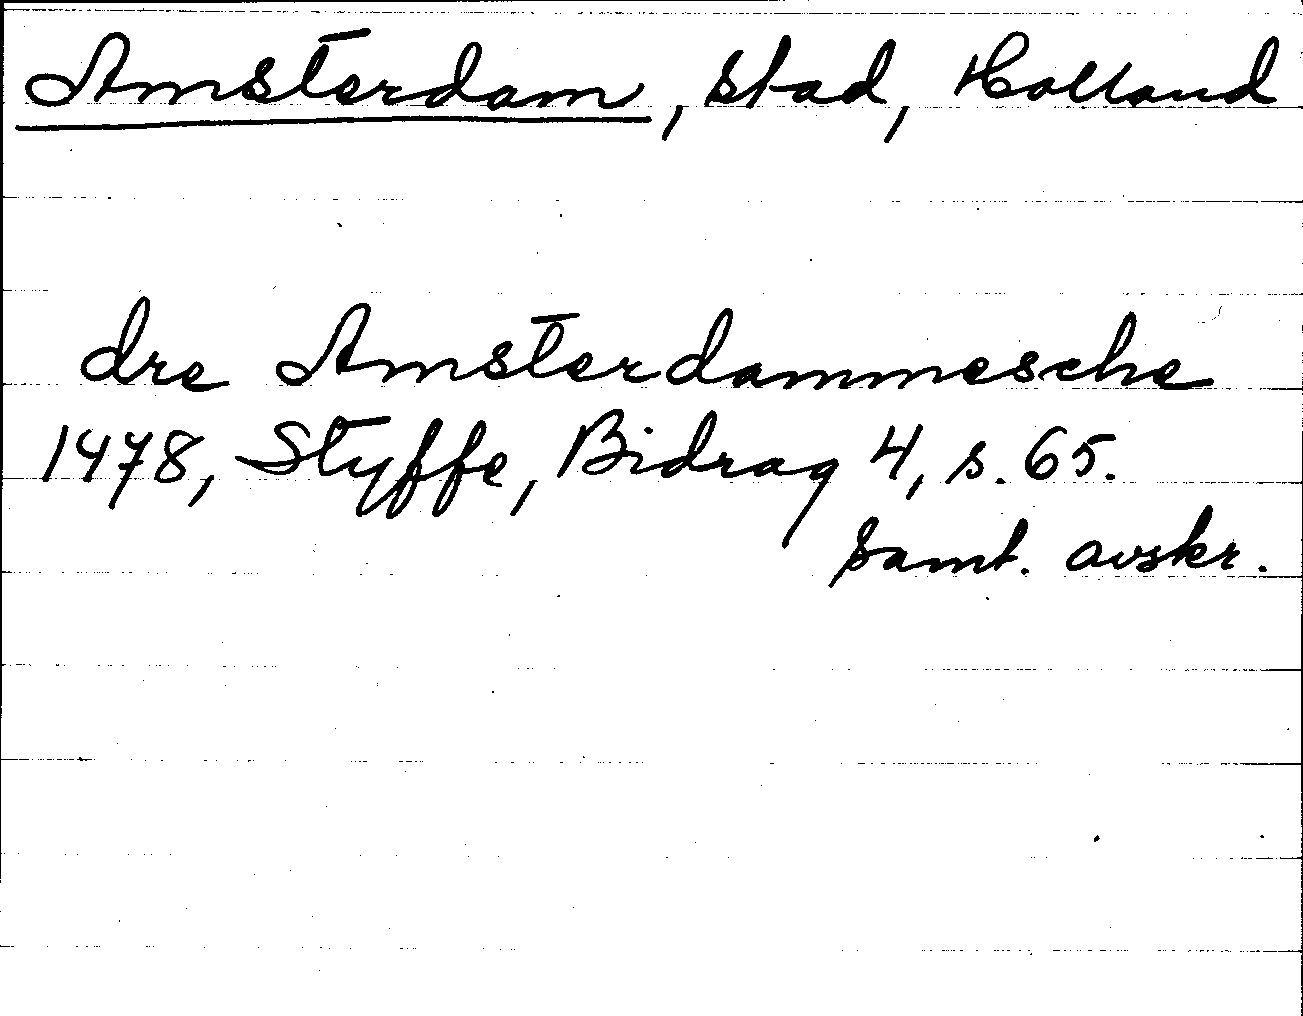 Amsterdam, stad, Holland
dre Amsterdammesche
1478, Styffe, Bidrag 4, s. 65.
samt. avskr.